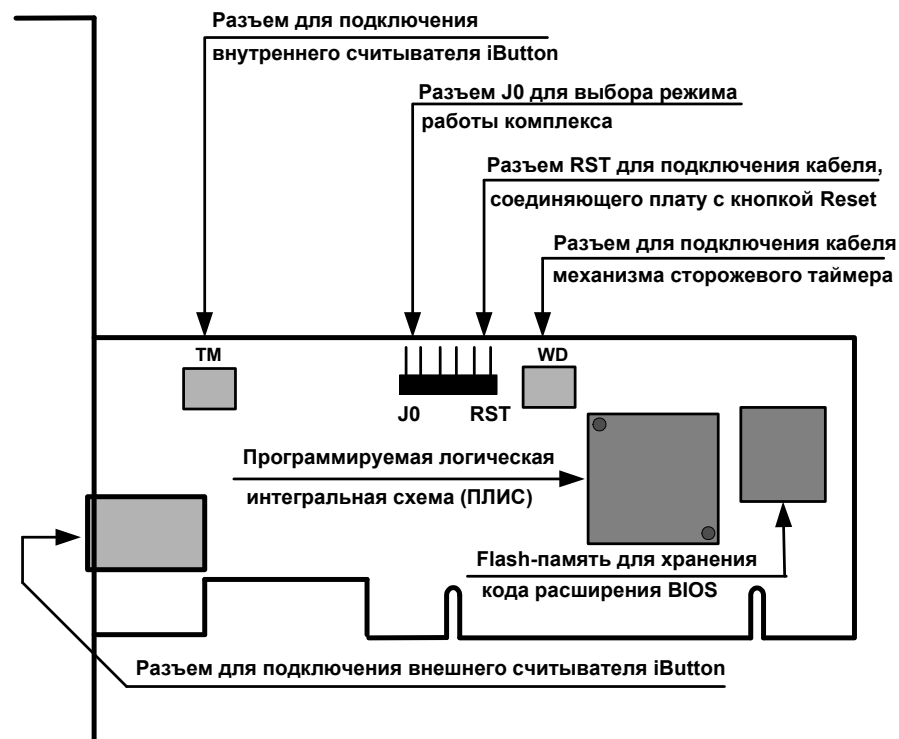 Разъем для подключения
внутреннего считывателя iButton
Разъем J0 для выбора режима
работы комплекса
Разъем RST для подключения кабеля,
соединяющего плату с кнопкой Reset
Разъем для подключения кабеля
механизма сторожевого таймера
TM
WD
J0 RST
Программируемая логическая
интегральная схема (ПЛИС)
Flash-память для хранения
кода расширения BIOS
Разъем для подключения внешнего считывателя iButton